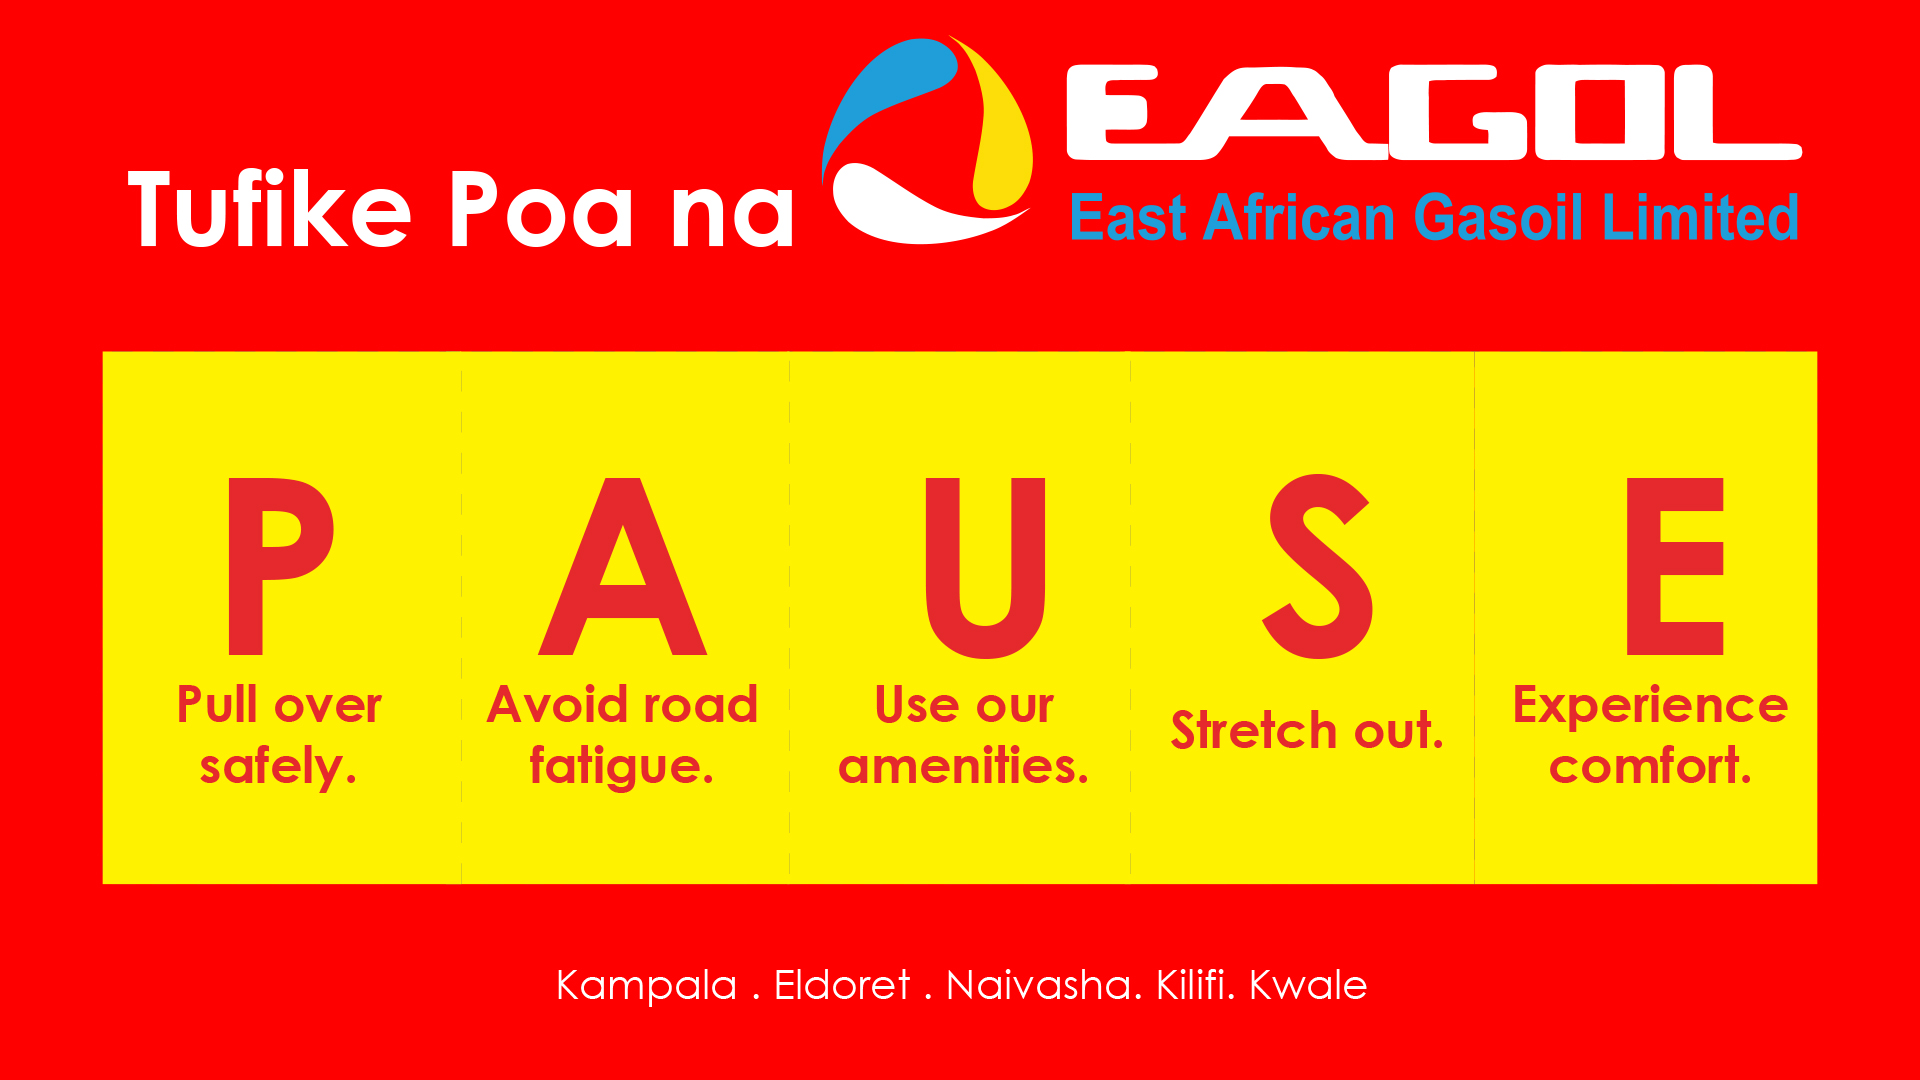 Tufike Poa na
EAGOL
East African Gasoil Limited
P
Pull over
safely.
A
Avoid road
fatigue.
U
Use our
amenities.
S
Stretch out.
E
Experience
comfort.
Kampala . Eldoret . Naivasha. Kilifi. Kwale